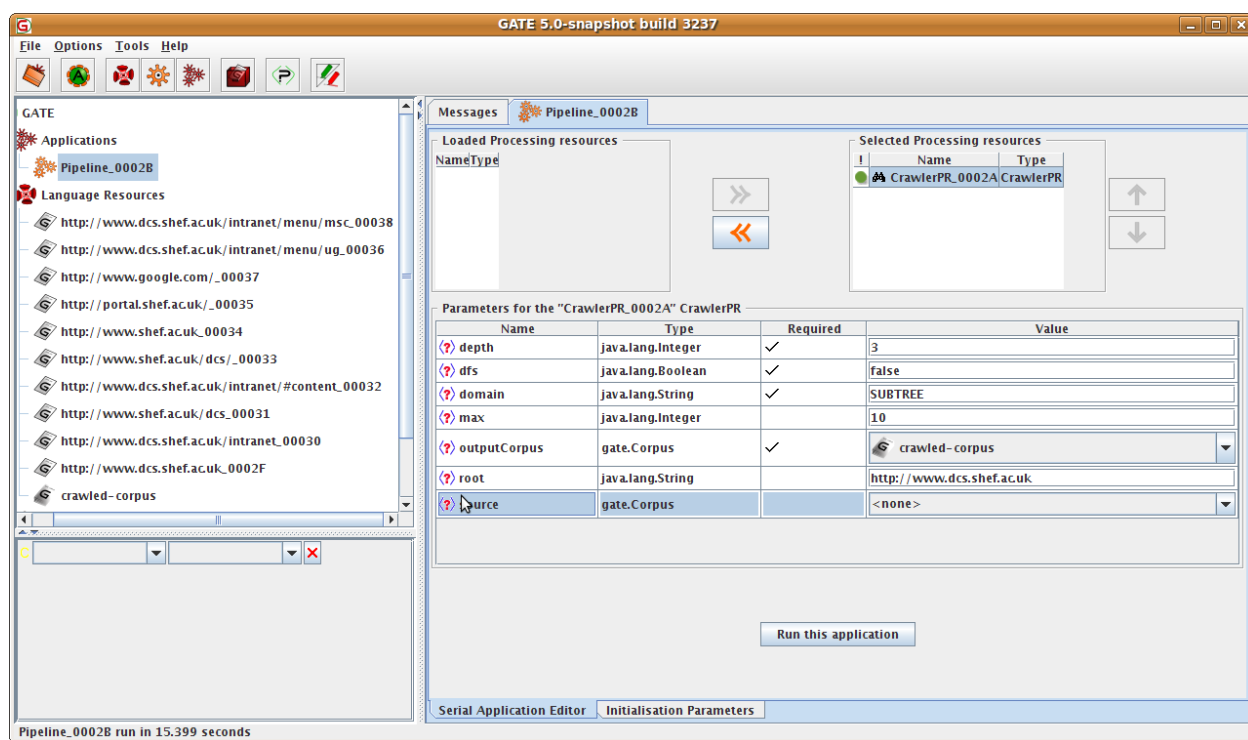 GATE 5.0-snapshot build 3237
File Options Tools Help
GATE
Applications
Pipeline_0002B
Language Resources
http://www.dcs.shef.ac.uk/intranet/menu/msc_00038
http://www.dcs.shef.ac.uk/intranet/menu/ug_00036
http://www.google.com/_00037
http://portal.shef.ac.uk/_00035
http://www.shef.ac.uk_00034
http://www.shef.ac.uk/dcs/_00033
http://www.dcs.shef.ac.uk/intranet/#content_00032
http://www.shef.ac.uk/dcs_00031
http://www.dcs.shef.ac.uk/intranet_00030
http://www.dcs.shef.ac.uk_0002F
crawled-corpus
C
Messages Pipeline_0002B
Loaded Processing resources
Name Type
Selected Processing resources
! Name Type
CrawlerPR_0002A CrawlerPR
Parameters for the "CrawlerPR_0002A" CrawlerPR
Name Type Required Value
<?> depth java.lang.Integer ✓ 3
<?> dfs java.lang.Boolean ✓ false
<?> domain java.lang.String ✓ SUBTREE
<?> max java.lang.Integer 10
<?> outputCorpus gate.Corpus ✓ crawled-corpus
<?> root java.lang.String http://www.dcs.shef.ac.uk
<?> source gate.Corpus <none>
Run this application
Serial Application Editor Initialisation Parameters
Pipeline_0002B run in 15.399 seconds